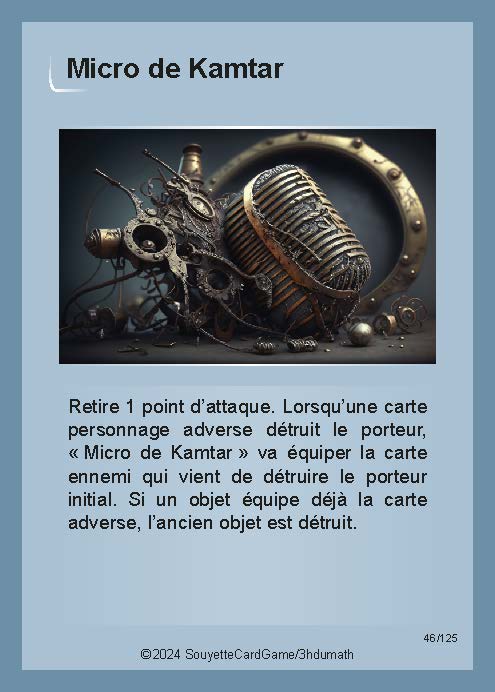 Micro de Kamtar
Retire 1 point d’attaque. Lorsqu’une carte
personnage adverse détruit le porteur,
« Micro de Kamtar » va équiper la carte
ennemi qui vient de détruire le porteur
initial. Si un objet équipe déjà la carte
adverse, l’ancien objet est détruit.
46/125
©2024 SouyetteCardGame/3hdumath